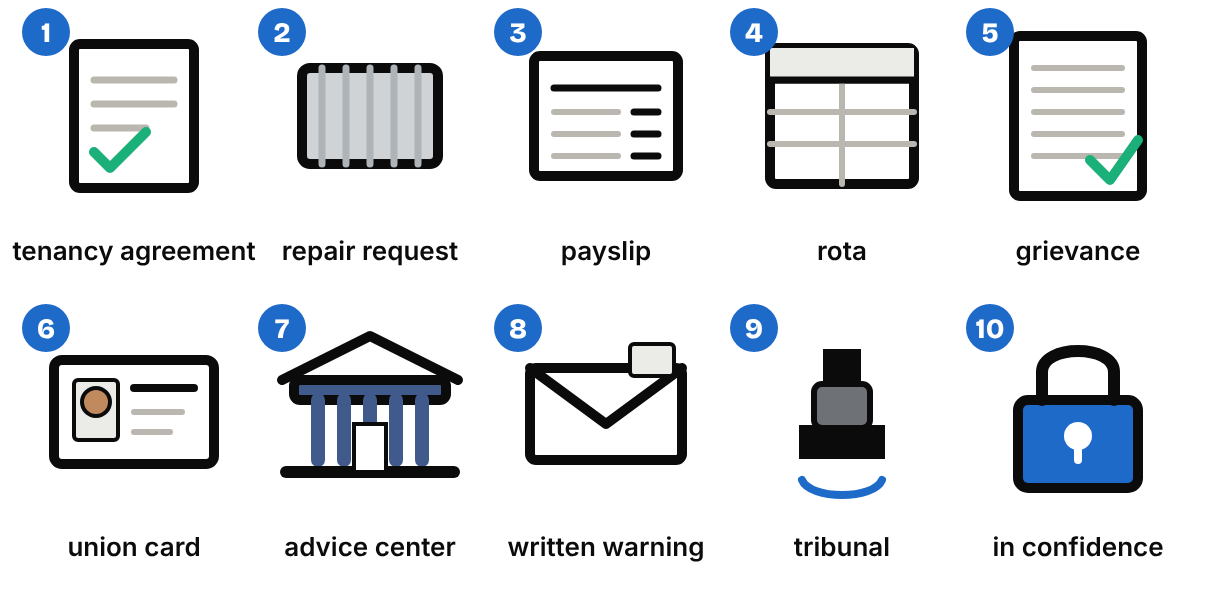 1
2
3
4
5
tenancy agreement
repair request
payslip
rota
grievance
6
7
8
9
10
union card
advice center
written warning
tribunal
in confidence